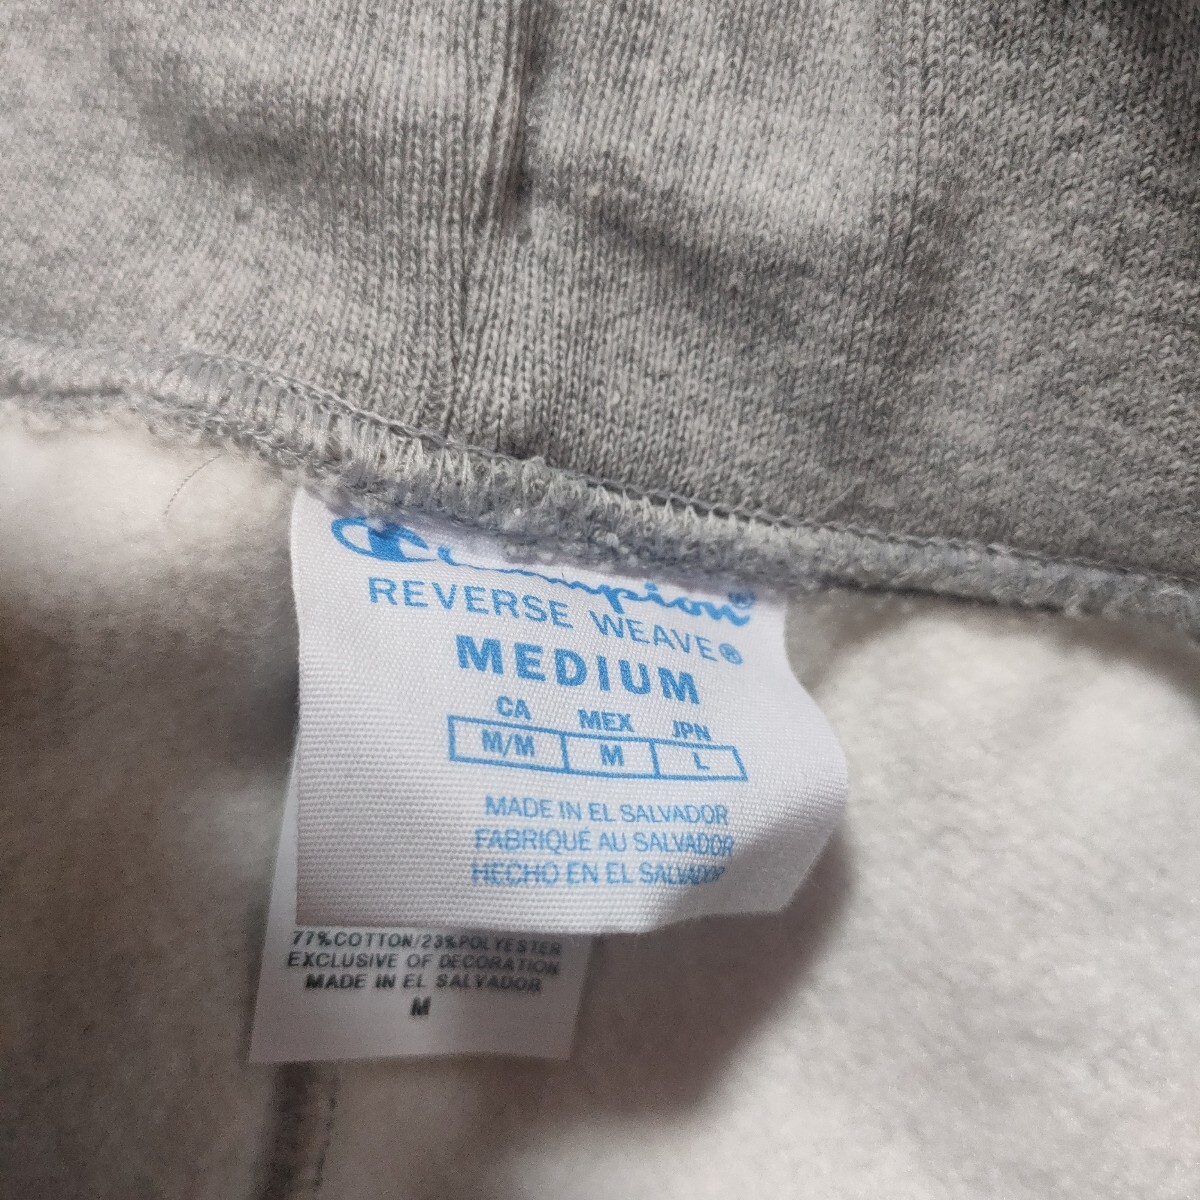 Champion®
REVERSE WEAVE®
MEDIUM
CA MEX JPN
M/M M L
MADE IN EL SALVADOR
FABRIQUÉ AU SALVADOR
HECHO EN EL SALVADOR
77%COTTON/23%POLYESTER
EXCLUSIVE OF DECORATION
MADE IN EL SALVADOR
M